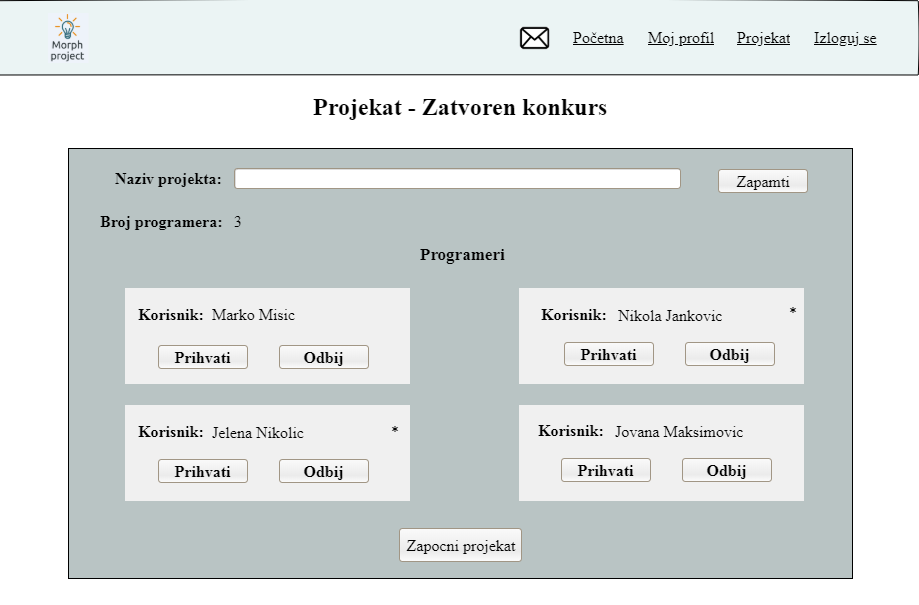 Morph
project
Početna Moj profil Projekat Izloguj se
Projekat - Zatvoren konkurs
Naziv projekta: Zapamti
Broj programera: 3
Programeri
Korisnik: Marko Misic
Prihvati Odbij
Korisnik: Nikola Jankovic *
Prihvati Odbij
Korisnik: Jelena Nikolic *
Prihvati Odbij
Korisnik: Jovana Maksimovic
Prihvati Odbij
Zapocni projekat